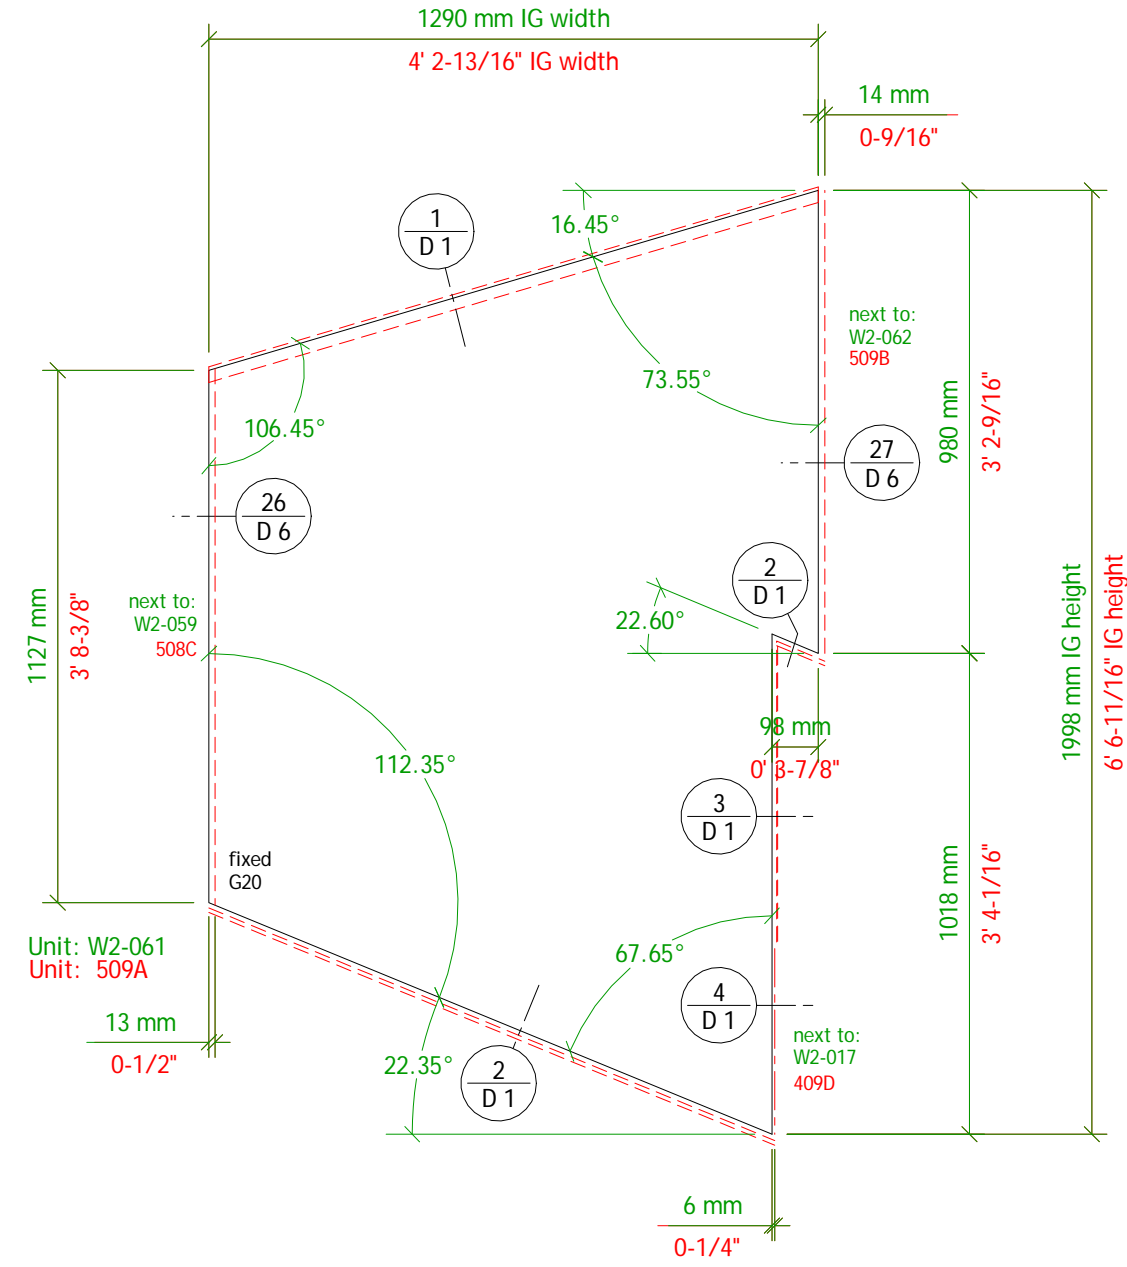 1290 mm IG width
4' 2-13/16" IG width
14 mm
0-9/16"
1
D 1
16.45°
next to:
W2-062
509B
73.55°
106.45°
980 mm
3' 2-9/16"
27
D 6
26
D 6
2
D 1
22.60°
1127 mm
3' 8-3/8"
next to:
W2-059
508C
1998 mm IG height
6' 6-11/16" IG height
98 mm
0' 3-7/8"
112.35°
3
D 1
fixed
G20
1018 mm
3' 4-1/16"
Unit: W2-061
Unit: 509A
67.65°
4
D 1
13 mm
0-1/2"
next to:
W2-017
409D
22.35°
2
D 1
6 mm
0-1/4"